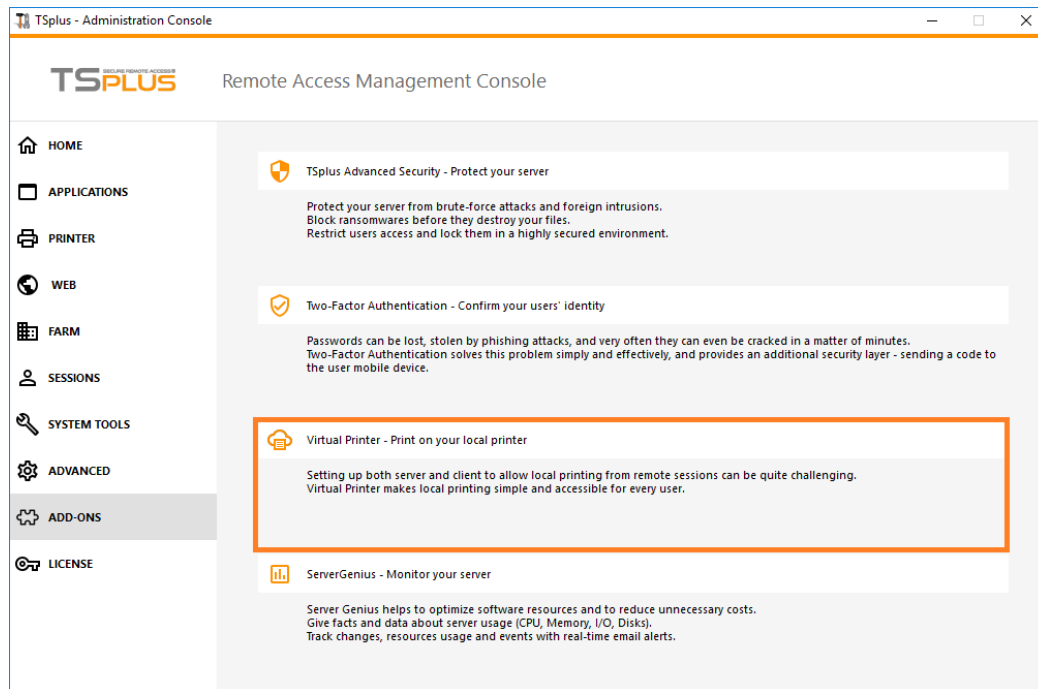 TSplus - Administration Console
SECURE REMOTE ACCESS®
TSPLUS
Remote Access Management Console
HOME
APPLICATIONS
PRINTER
WEB
FARM
SESSIONS
SYSTEM TOOLS
ADVANCED
ADD-ONS
LICENSE
TSplus Advanced Security - Protect your server
Protect your server from brute-force attacks and foreign intrusions.
Block ransomwares before they destroy your files.
Restrict users access and lock them in a highly secured environment.
Two-Factor Authentication - Confirm your users' identity
Passwords can be lost, stolen by phishing attacks, and very often they can even be cracked in a matter of minutes.
Two-Factor Authentication solves this problem simply and effectively, and provides an additional security layer - sending a code to
the user mobile device.
Virtual Printer - Print on your local printer
Setting up both server and client to allow local printing from remote sessions can be quite challenging.
Virtual Printer makes local printing simple and accessible for every user.
ServerGenius - Monitor your server
Server Genius helps to optimize software resources and to reduce unnecessary costs.
Give facts and data about server usage (CPU, Memory, I/O, Disks).
Track changes, resources usage and events with real-time email alerts.